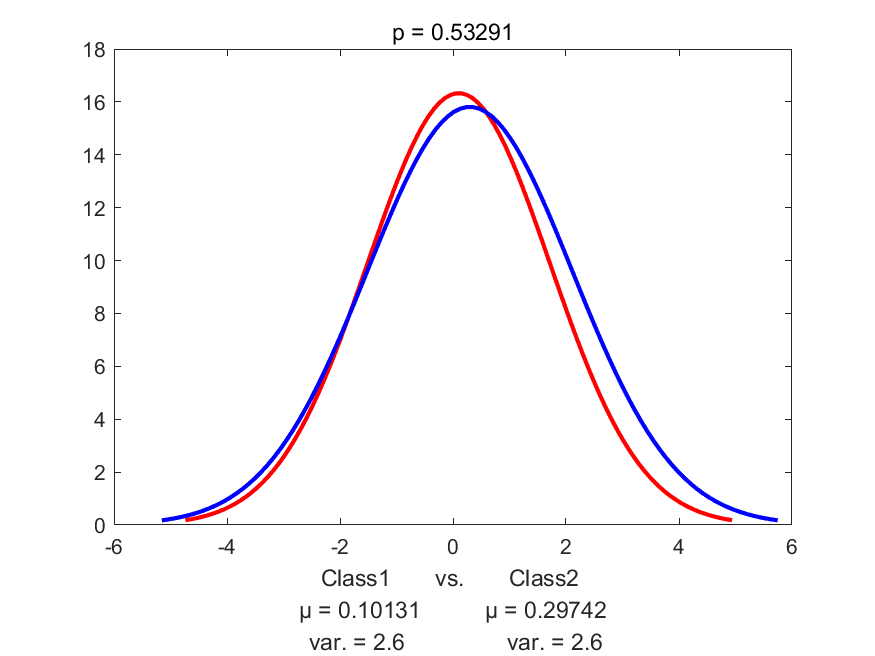 p = 0.53291
18
16
14
12
10
8
6
4
2
0
-6 -4 -2 0 2 4 6
Class1 vs. Class2
μ = 0.10131 μ = 0.29742
var. = 2.6 var. = 2.6